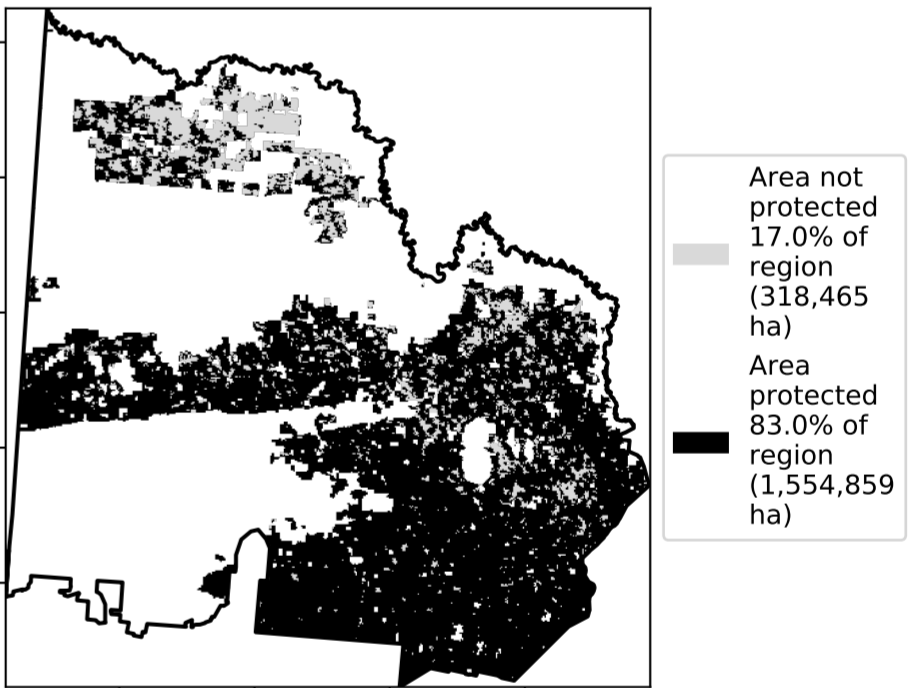 Area not
protected
17.0% of
region
(318,465
ha)
Area
protected
83.0% of
region
(1,554,859
ha)